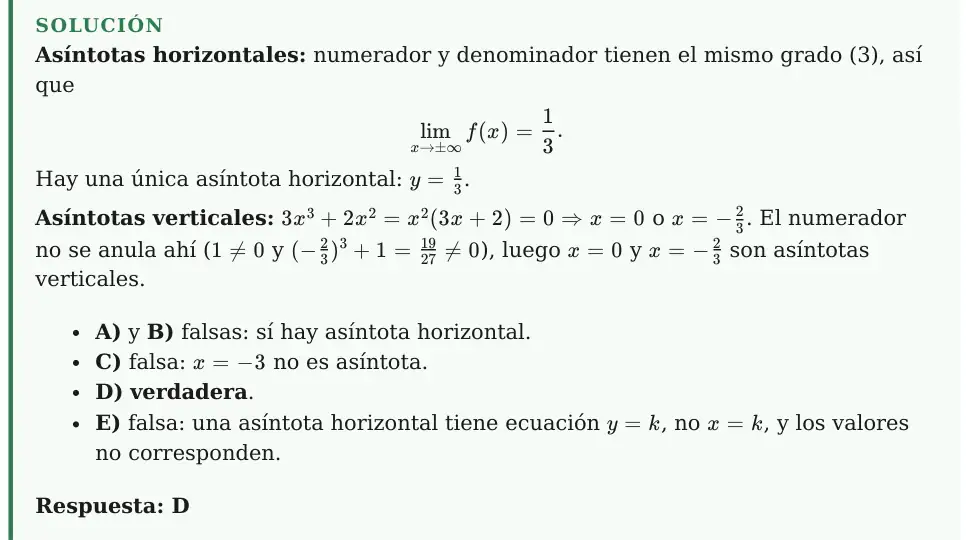 SOLUCIÓN
Asíntotas horizontales: numerador y denominador tienen el mismo grado (3), así
que
lim x→±∞ f(x) = 1/3.
Hay una única asíntota horizontal: y = 1/3.
Asíntotas verticales: 3x³ + 2x² = x²(3x + 2) = 0 ⇒ x = 0 o x = −2/3. El numerador
no se anula ahí (1 ≠ 0 y (−2/3)³ + 1 = 19/27 ≠ 0), luego x = 0 y x = −2/3 son asíntotas
verticales.
• A) y B) falsas: sí hay asíntota horizontal.
• C) falsa: x = −3 no es asíntota.
• D) verdadera.
• E) falsa: una asíntota horizontal tiene ecuación y = k, no x = k, y los valores
no corresponden.
Respuesta: D